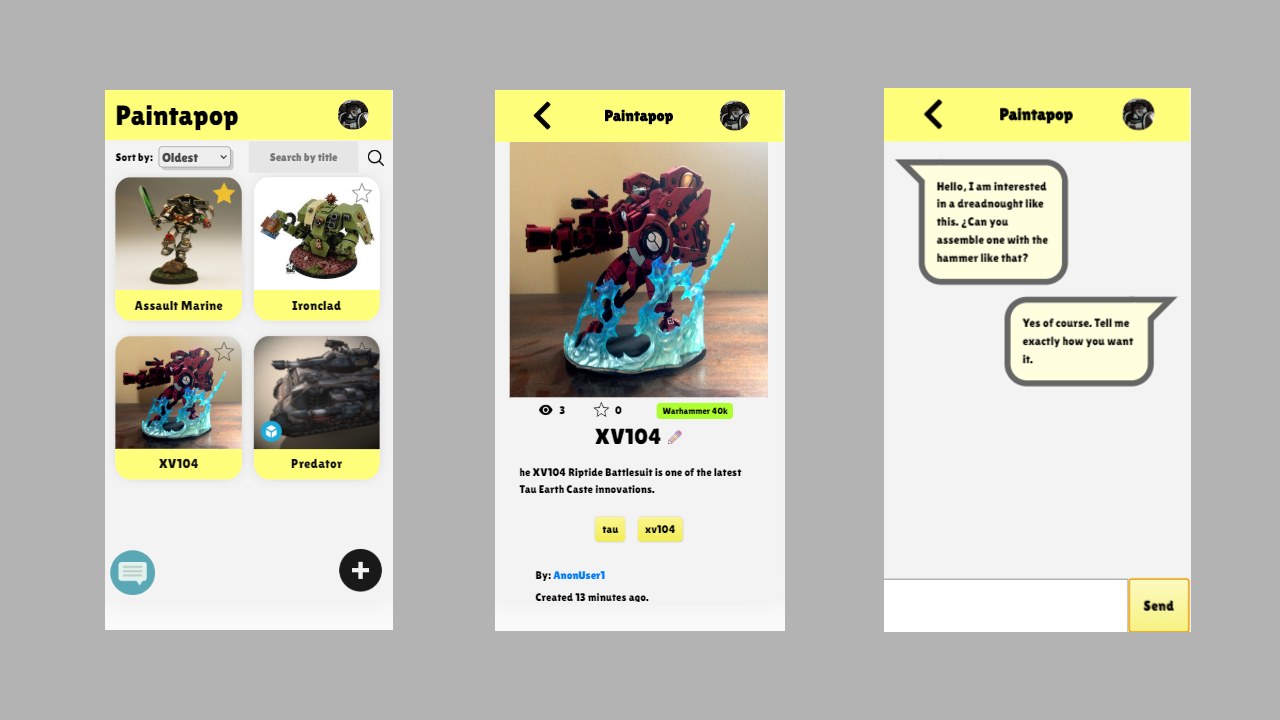 Paintapop
Sort by: Oldest Search by title
Assault Marine
Ironclad
XV104
Predator
Paintapop
3 0 Warhammer 40k
XV104
he XV104 Riptide Battlesuit is one of the latest
Tau Earth Caste innovations.
tau xv104
By: AnonUser1
Created 13 minutes ago.
Paintapop
Hello, I am interested
in a dreadnought like
this. ¿Can you
assemble one with the
hammer like that?
Yes of course. Tell me
exactly how you want
it.
Send